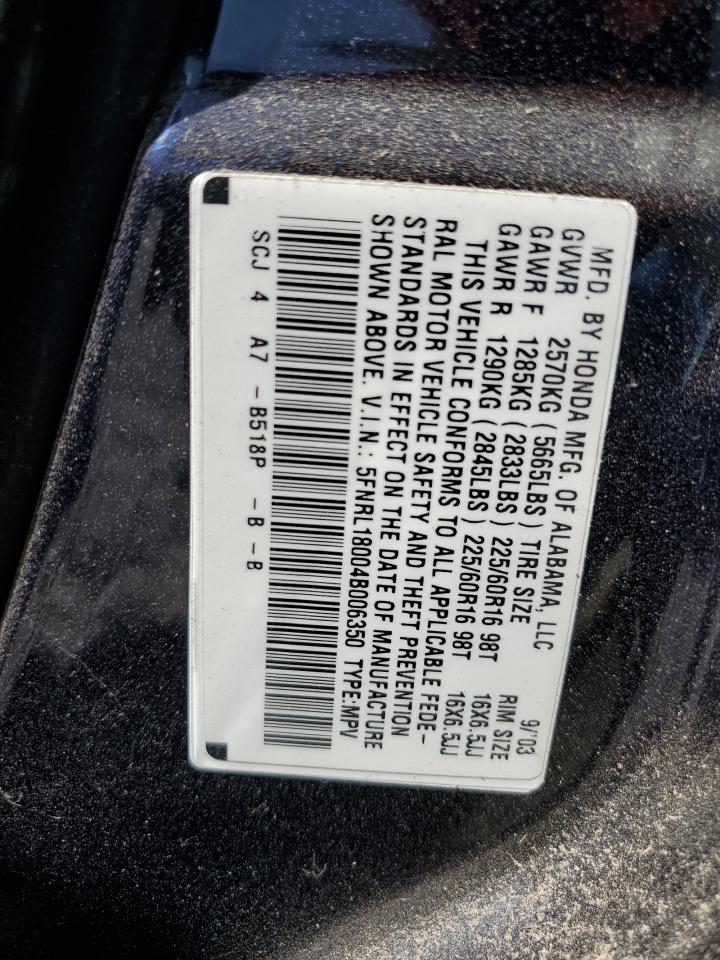 MFD. BY HONDA MFG. OF ALABAMA, LLC 9/'03
GVWR 2570KG (5665LBS) TIRE SIZE RIM SIZE
GAWR F 1285KG (2833LBS) 225/60R16 98T 16X6.5JJ
GAWR R 1290KG (2845LBS) 225/60R16 98T 16X6.5JJ
THIS VEHICLE CONFORMS TO ALL APPLICABLE FEDE-
RAL MOTOR VEHICLE SAFETY AND THEFT PREVENTION
STANDARDS IN EFFECT ON THE DATE OF MANUFACTURE
SHOWN ABOVE. V.I.N.: 5FNRL18004B006350 TYPE:MPV
SCJ 4 A7 -B518P -B -B